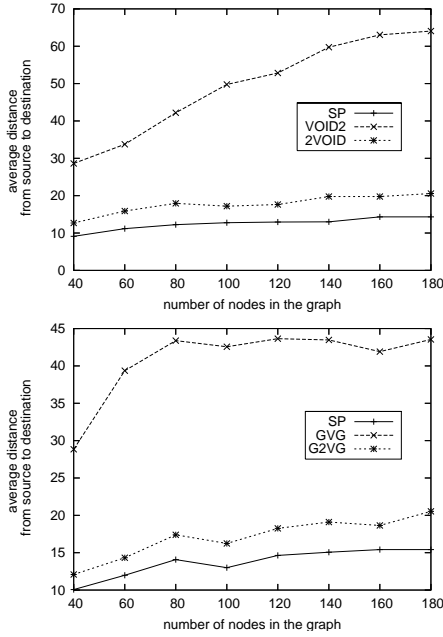 70
60
50
40
30
20
10
0
average distance
from source to destination
SP
VOID2
2VOID
40 60 80 100 120 140 160 180
number of nodes in the graph
45
40
35
30
25
20
15
10
average distance
from source to destination
SP
GVG
G2VG
40 60 80 100 120 140 160 180
number of nodes in the graph